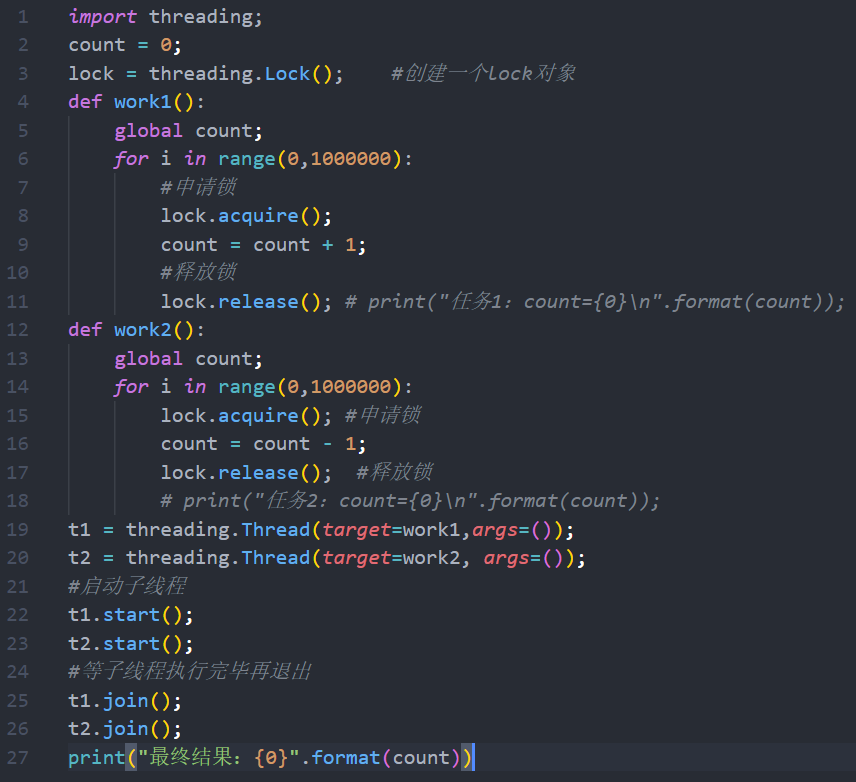 1 import threading;
2 count = 0;
3 lock = threading.Lock();    #创建一个lock对象
4 def work1():
5     global count;
6     for i in range(0,1000000):
7         #申请锁
8         lock.acquire();
9         count = count + 1;
10         #释放锁
11         lock.release(); # print("任务1：count={0}\n".format(count));
12 def work2():
13     global count;
14     for i in range(0,1000000):
15         lock.acquire(); #申请锁
16         count = count - 1;
17         lock.release();  #释放锁
18         # print("任务2：count={0}\n".format(count));
19 t1 = threading.Thread(target=work1,args=());
20 t2 = threading.Thread(target=work2, args=());
21 #启动子线程
22 t1.start();
23 t2.start();
24 #等子线程执行完毕再退出
25 t1.join();
26 t2.join();
27 print("最终结果：{0}".format(count))